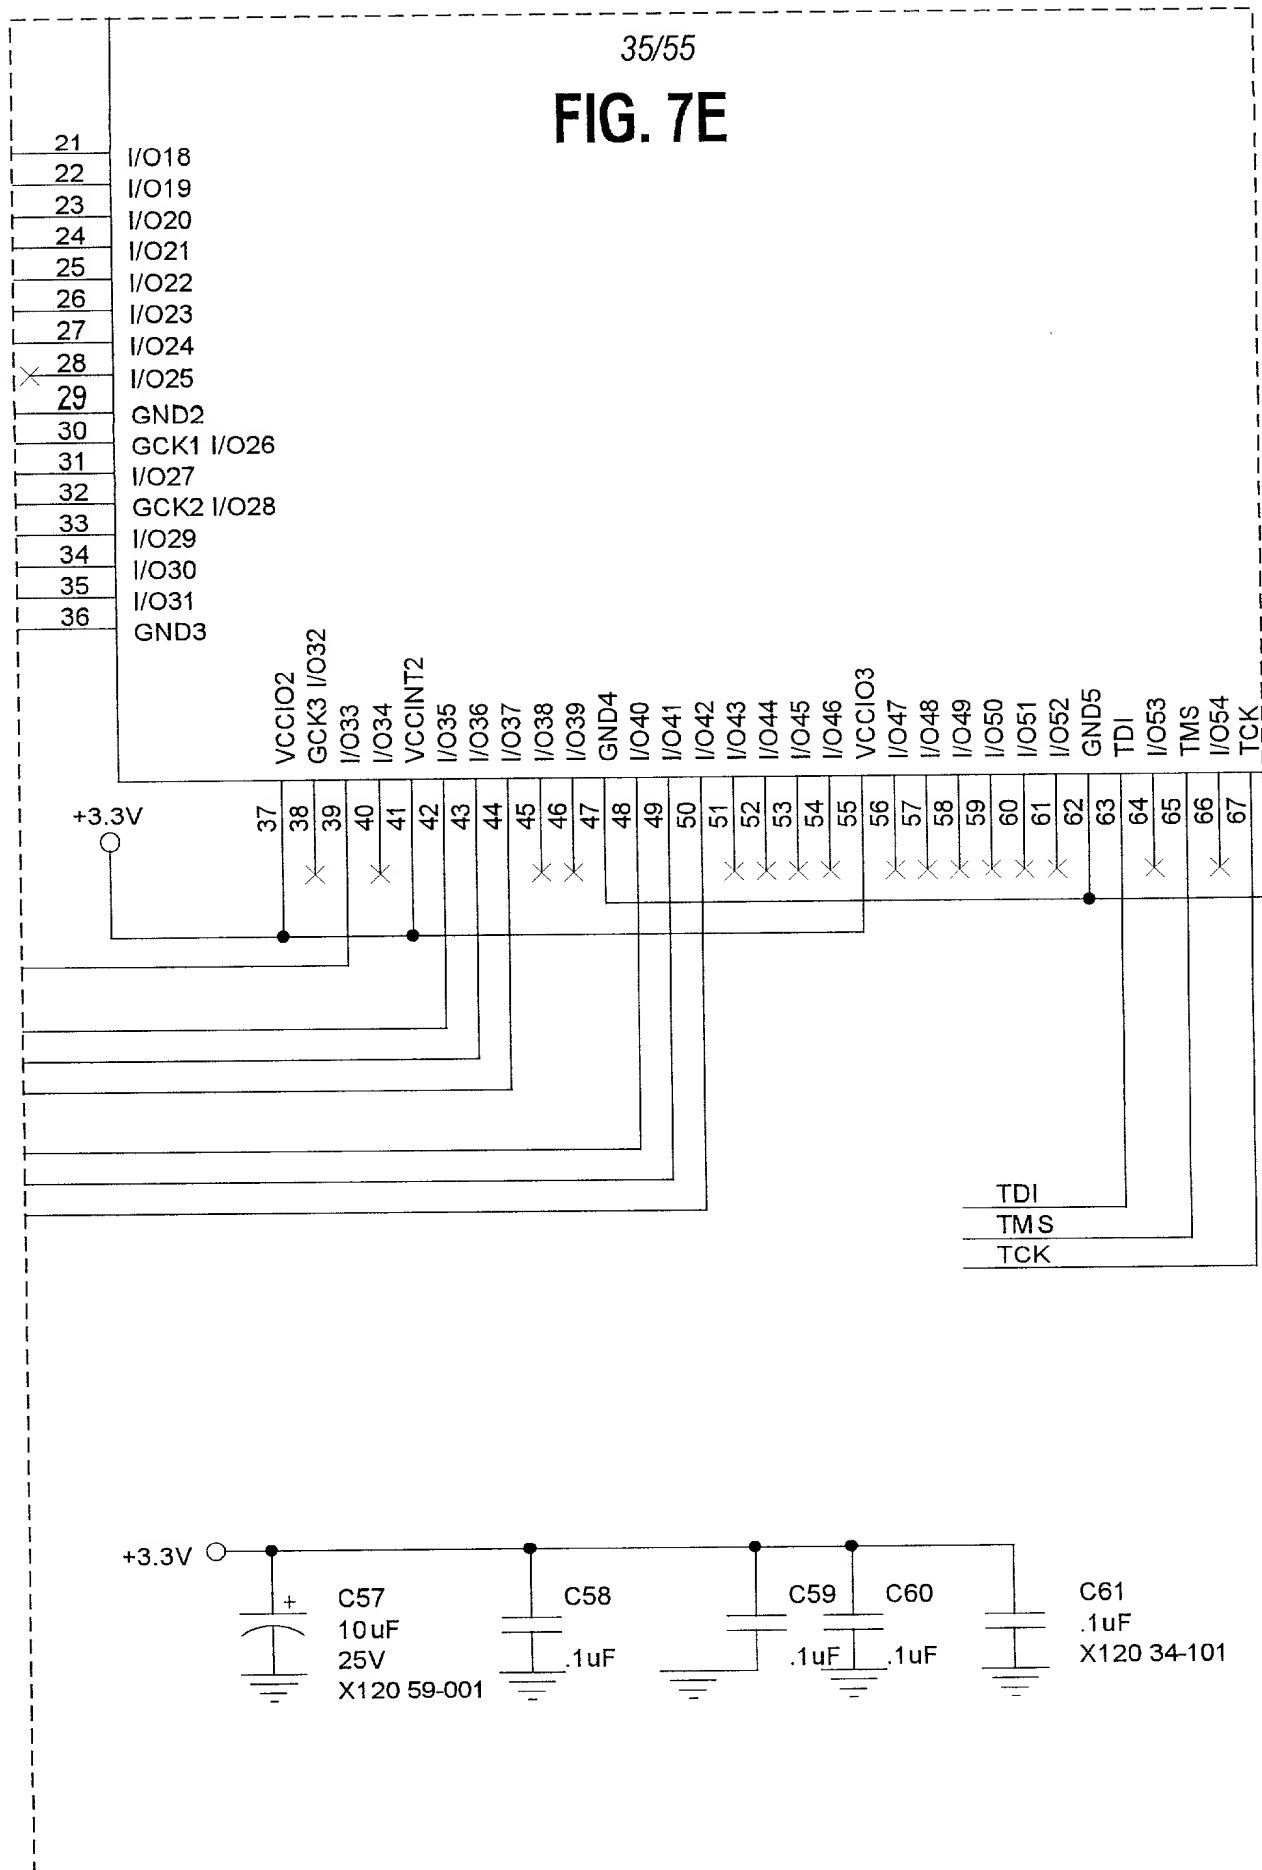 35/55
FIG. 7E
21 I/O18
22 I/O19
23 I/O20
24 I/O21
25 I/O22
26 I/O23
27 I/O24
28 I/O25
29 GND2
30 GCK1 I/O26
31 I/O27
32 GCK2 I/O28
33 I/O29
34 I/O30
35 I/O31
36 GND3
VCCIO2
GCK3 I/O32
I/O33
I/O34
VCCINT2
I/O35
I/O36
I/O37
I/O38
I/O39
GND4
I/O40
I/O41
I/O42
I/O43
I/O44
I/O45
I/O46
VCCIO3
I/O47
I/O48
I/O49
I/O50
I/O51
I/O52
GND5
TDI
I/O53
TMS
I/O54
TCK
+3.3V
37
38
39
40
41
42
43
44
45
46
47
48
49
50
51
52
53
54
55
56
57
58
59
60
61
62
63
64
65
66
67
TDI
TMS
TCK
+3.3V
+
C57
10uF
25V
X120 59-001
C58
.1uF
C59
.1uF
C60
.1uF
C61
.1uF
X120 34-101